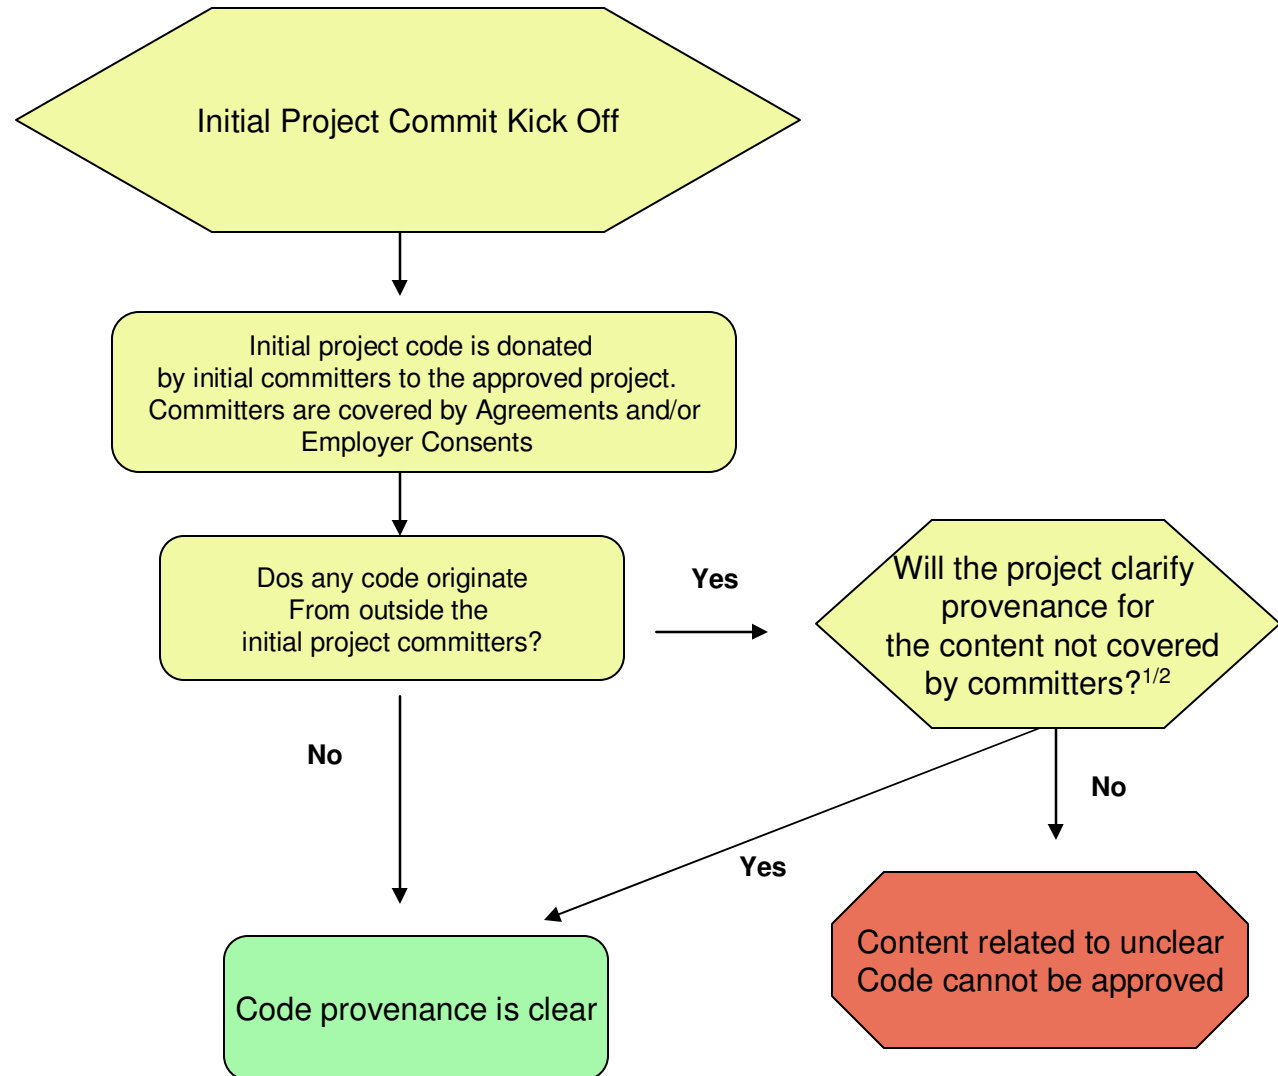 Initial Project Commit Kick Off
Initial project code is donated
by initial committers to the approved project.
Committers are covered by Agreements and/or
Employer Consents
Dos any code originate
From outside the
initial project committers?
Yes
Will the project clarify
provenance for
the content not covered
by committers?1/2
No
No
Yes
Content related to unclear
Code cannot be approved
Code provenance is clear